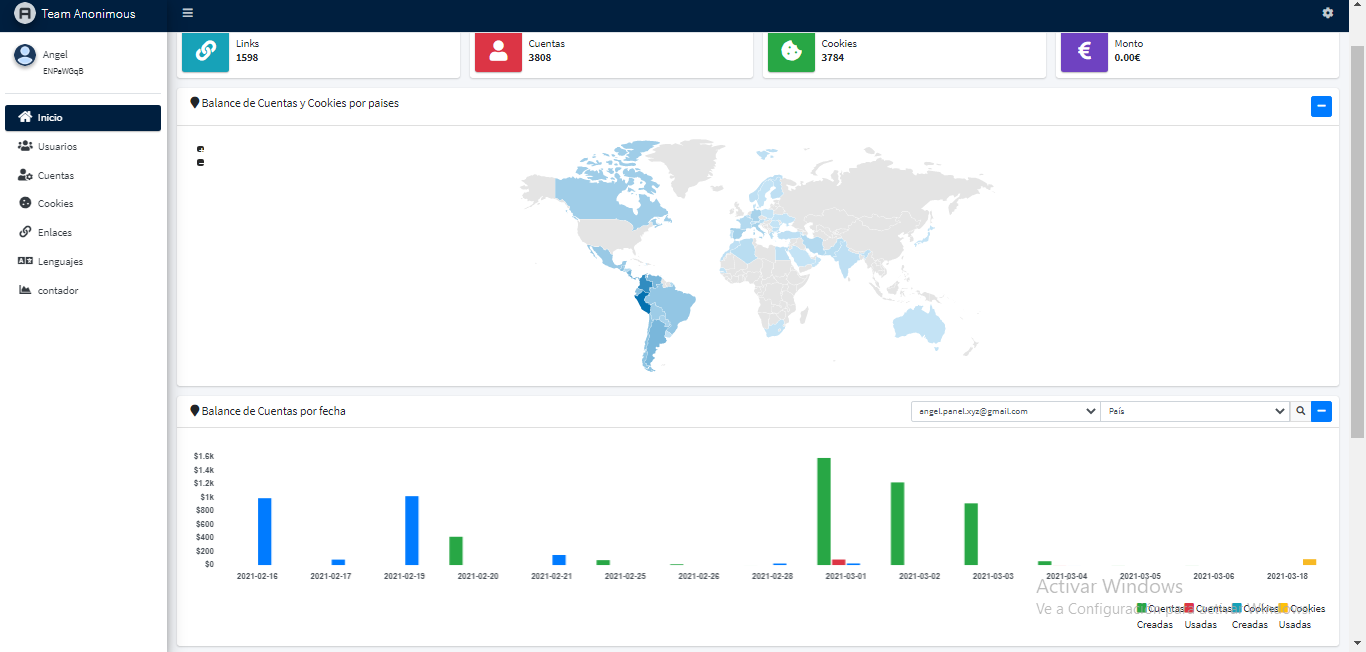 Team Anonimous
Angel
ENPaWGqB
Inicio
Usuarios
Cuentas
Cookies
Enlaces
Lenguajes
contador
Links
1598
Cuentas
3808
Cookies
3784
Monto
0.00€
Balance de Cuentas y Cookies por paises
Balance de Cuentas por fecha
angel.panel.xyz@gmail.com
País
$1.6k
$1.4k
$1.2k
$1k
$800
$600
$400
$200
$0
2021-02-16 2021-02-17 2021-02-19 2021-02-20 2021-02-21 2021-02-25 2021-02-26 2021-02-28 2021-03-01 2021-03-02 2021-03-03 2021-03-04 2021-03-05 2021-03-06 2021-03-18
Activar Windows
Ve a Configuración para activar Windows.
Cuentas Creadas
Cuentas Usadas
Cookies Creadas
Cookies Usadas